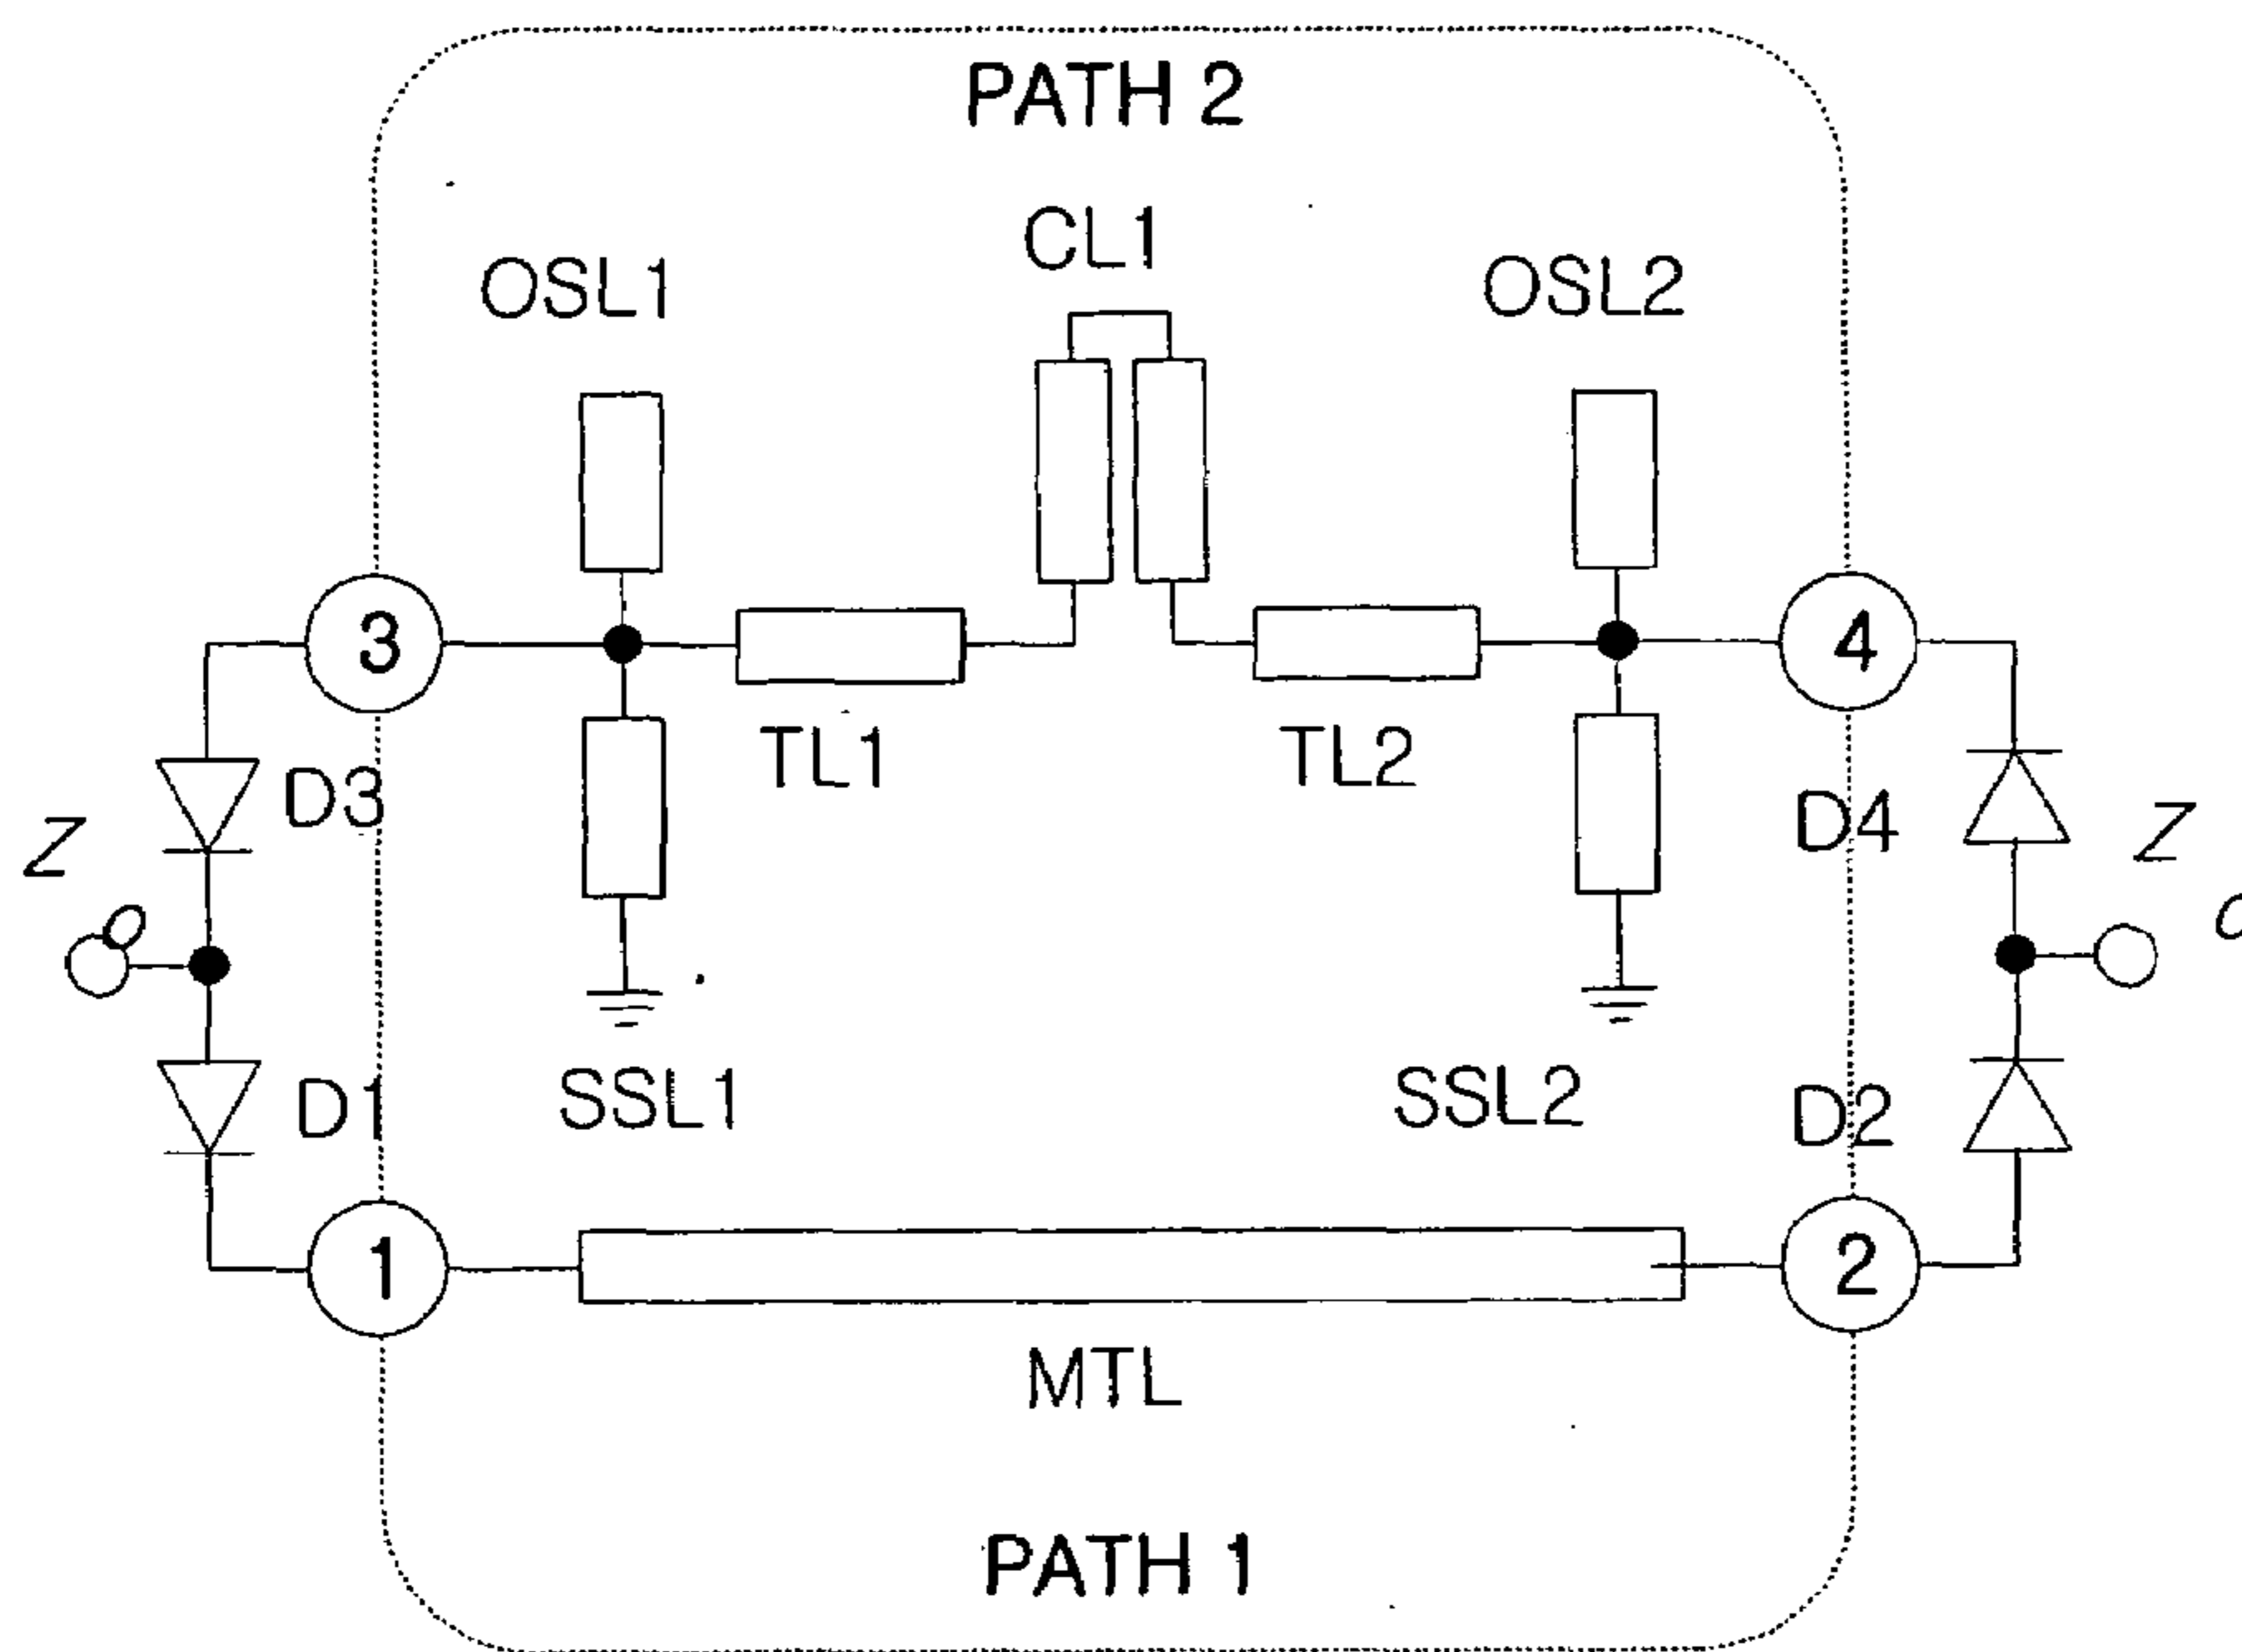 PATH 2
CL1
OSL1
OSL2
3
4
TL1
TL2
D3
D4
Z
o
Z
o
D1
SSL1
SSL2
D2
1
2
MTL
PATH 1